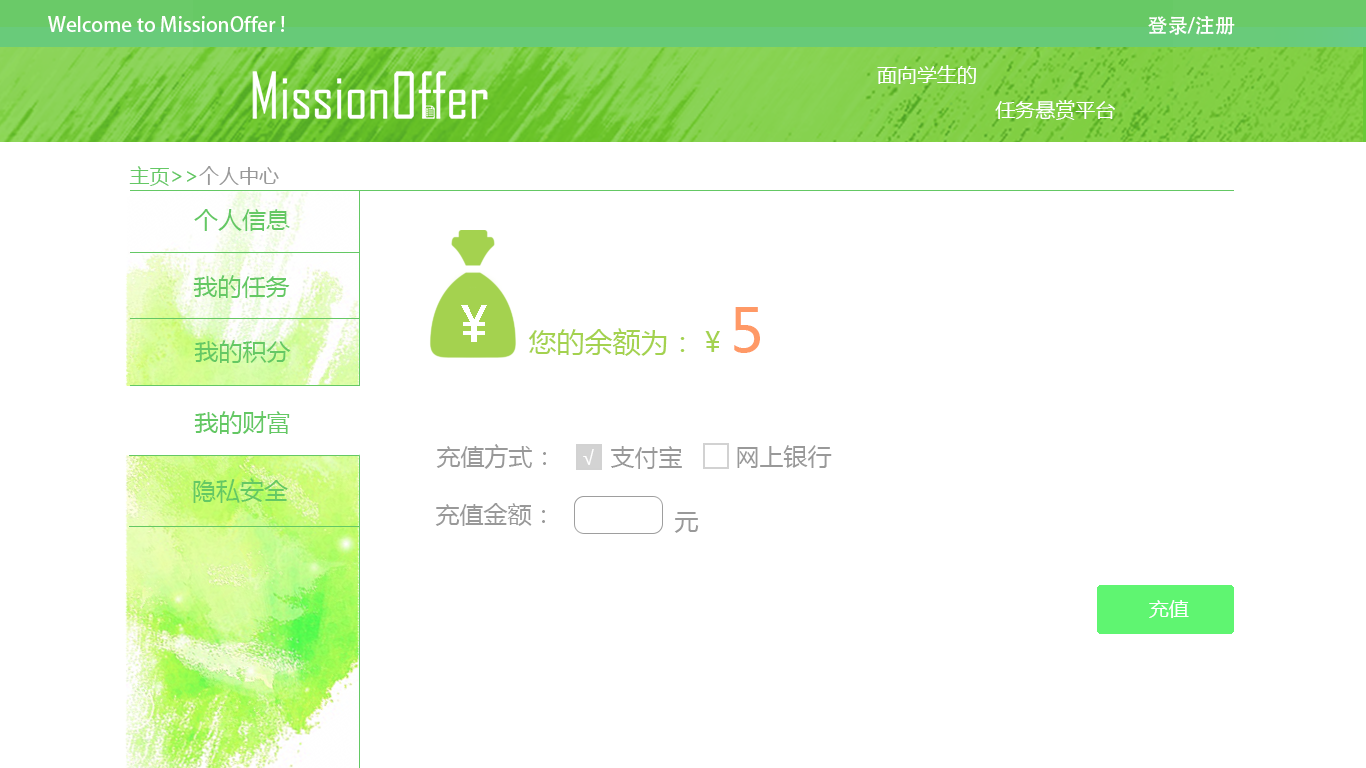 Welcome to MissionOffer !
登录/注册
MissionOffer
面向学生的
任务悬赏平台
主页>>个人中心
个人信息
我的任务
我的积分
我的财富
隐私安全
¥
您的余额为：¥ 5
充值方式： √ 支付宝 网上银行
充值金额： 元
充值